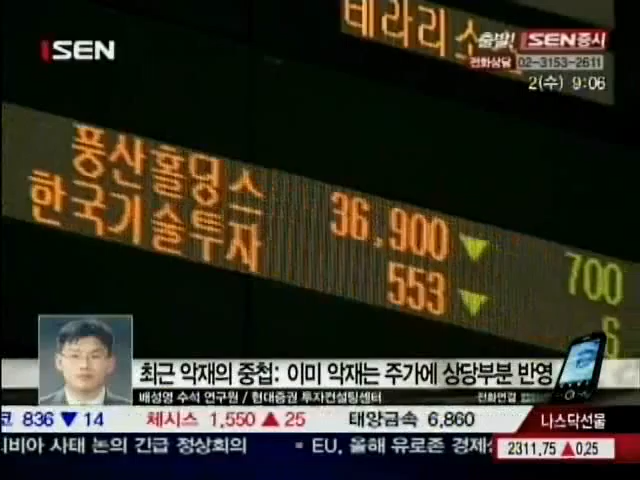 테라리소
SEN
출발! SEN증시
전화상담 02-3153-2611
2(수) 9:06
풍산홀딩스 36,900 ▼ 700
한국기술투자 553 ▼ 6
최근 악재의 중첩: 이미 악재는 주가에 상당부분 반영
배성영 수석 연구원 / 현대증권 투자컨설팅센터
전화연결
코 836 ▼ 14 체시스 1,550 ▲ 25 태양금속 6,860
나스닥선물
리비아 사태 논의 긴급 정상회의 ▪ EU, 올해 유로존 경제
2311.75 ▲ 0.25